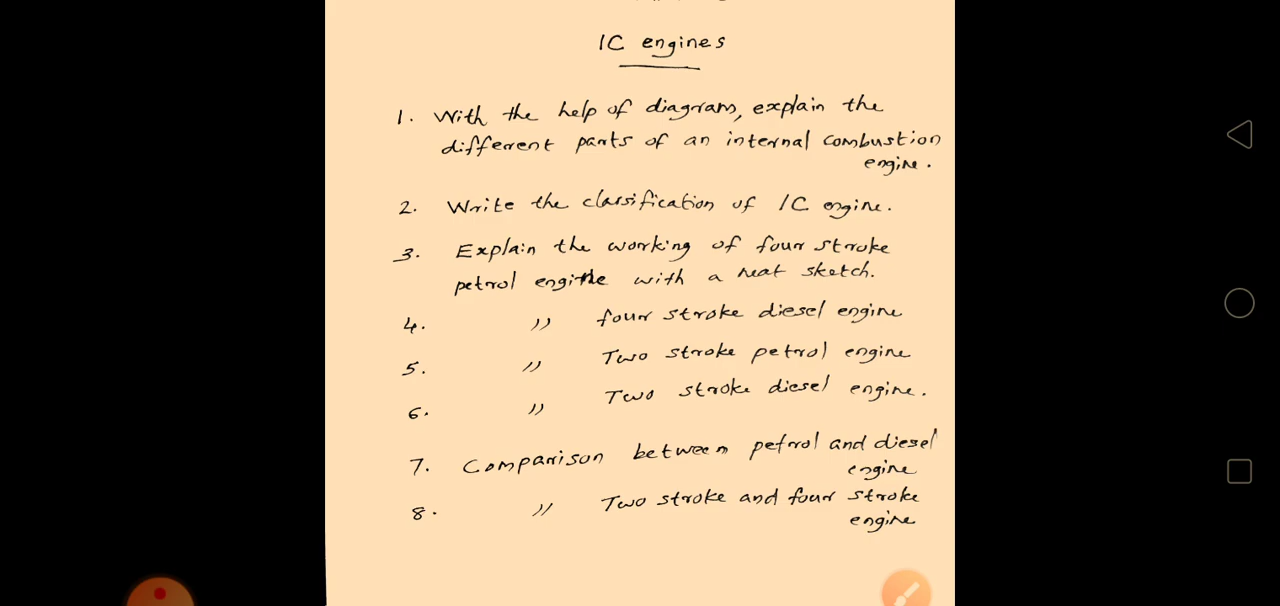 IC engines
1. With the help of diagram, explain the
different parts of an internal combustion
engine.
2. Write the classification of IC engine.
3. Explain the working of four stroke
petrol engine with a neat sketch.
4. " four stroke diesel engine
5. " Two stroke petrol engine
6. " Two stroke diesel engine.
7. Comparison between petrol and diesel
engine
8. " Two stroke and four stroke
engine